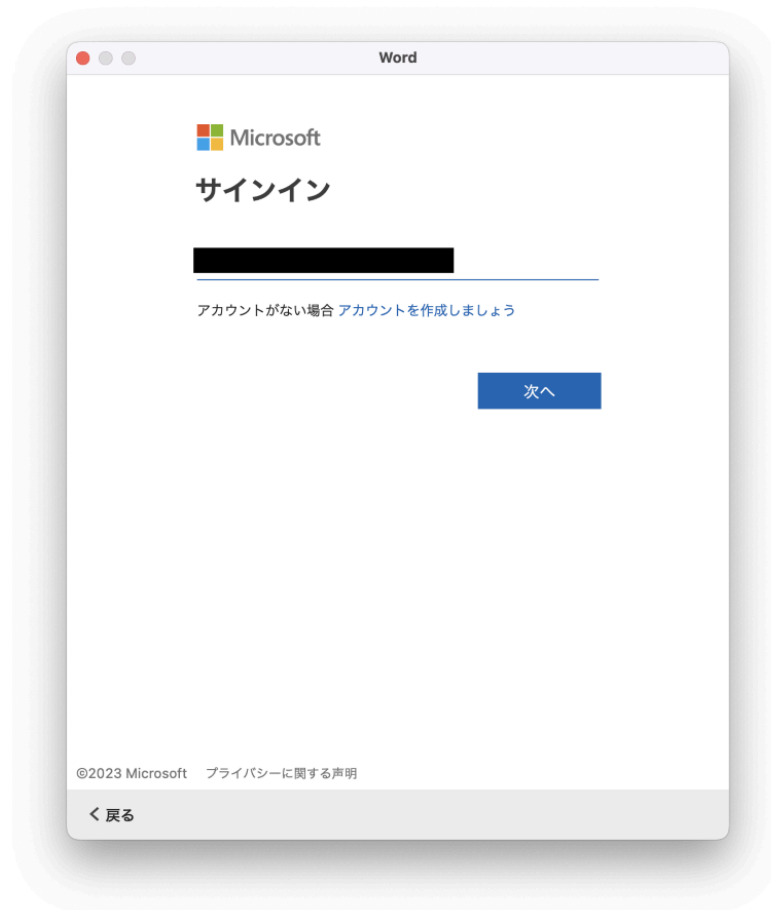 Word
Microsoft
サインイン
アカウントがない場合 アカウントを作成しましょう
次へ
©2023 Microsoft プライバシーに関する声明
戻る